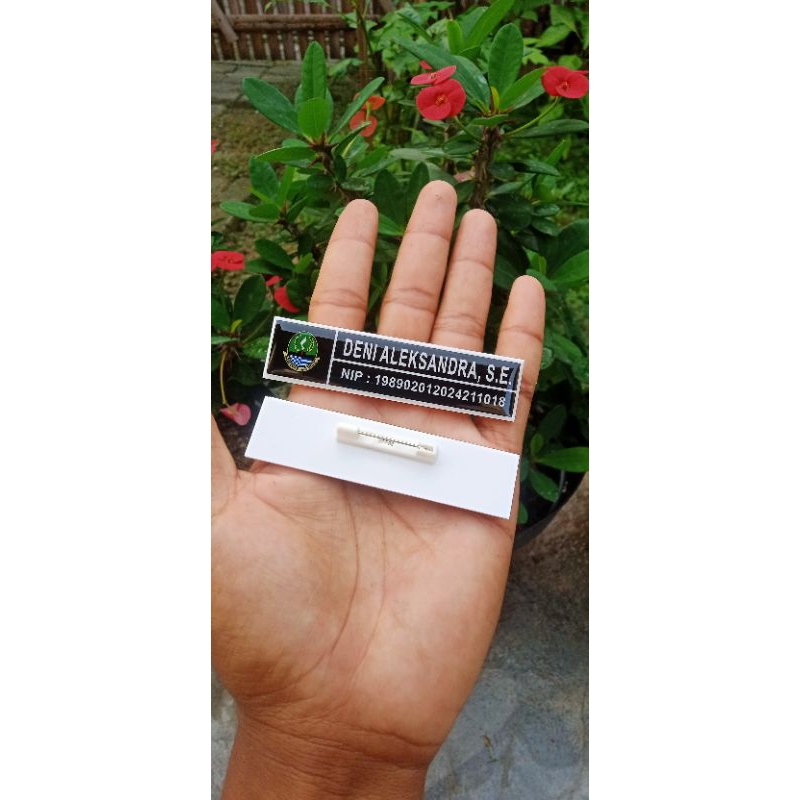 DENI ALEKSANDRA, S.E.
NIP : 198902012024211018